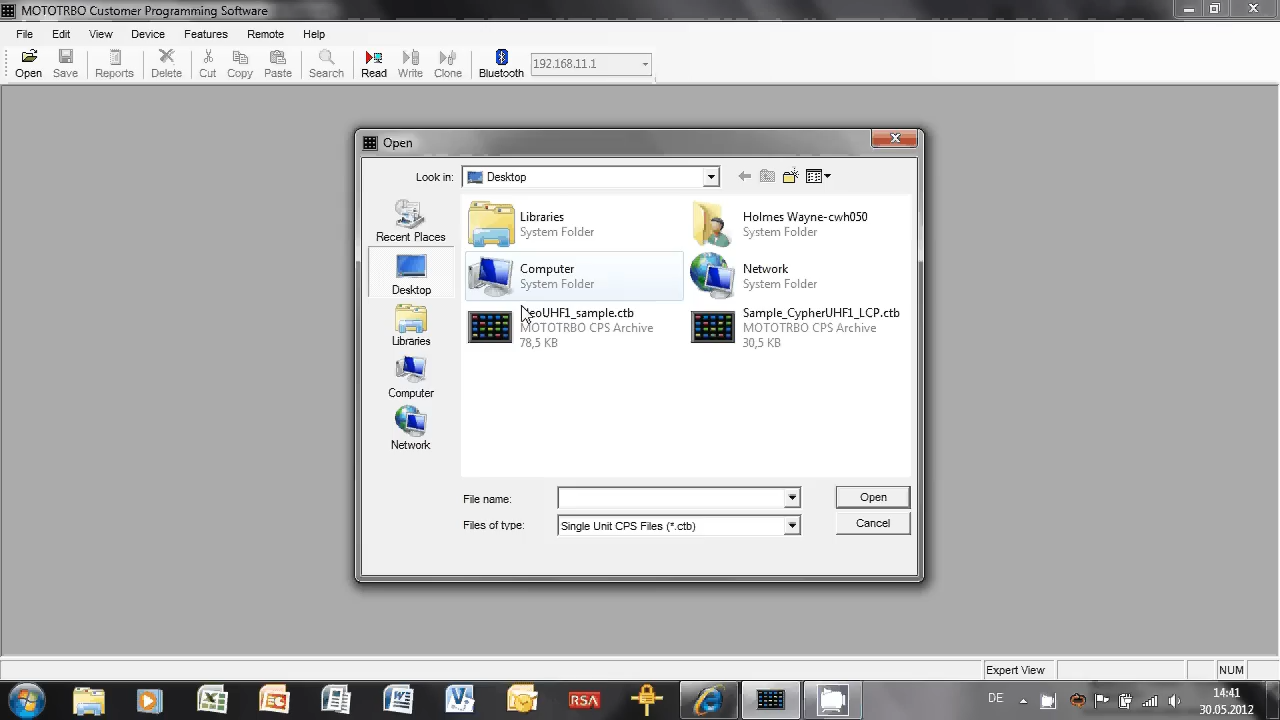 MOTOTRBO Customer Programming Software
File Edit View Device Features Remote Help
Open Save Reports Delete Cut Copy Paste Search Read Write Clone Bluetooth 192.168.11.1
Open
Look in: Desktop
Recent Places
Desktop
Libraries
Computer
Network
Libraries
System Folder
Holmes Wayne-cwh050
System Folder
Computer
System Folder
Network
System Folder
eoUHF1_sample.ctb
MOTOTRBO CPS Archive
78,5 KB
Sample_CypherUHF1_LCP.ctb
MOTOTRBO CPS Archive
30,5 KB
File name: Open
Files of type: Single Unit CPS Files (*.ctb) Cancel
Expert View NUM
RSA DE 14:41
30.05.2012